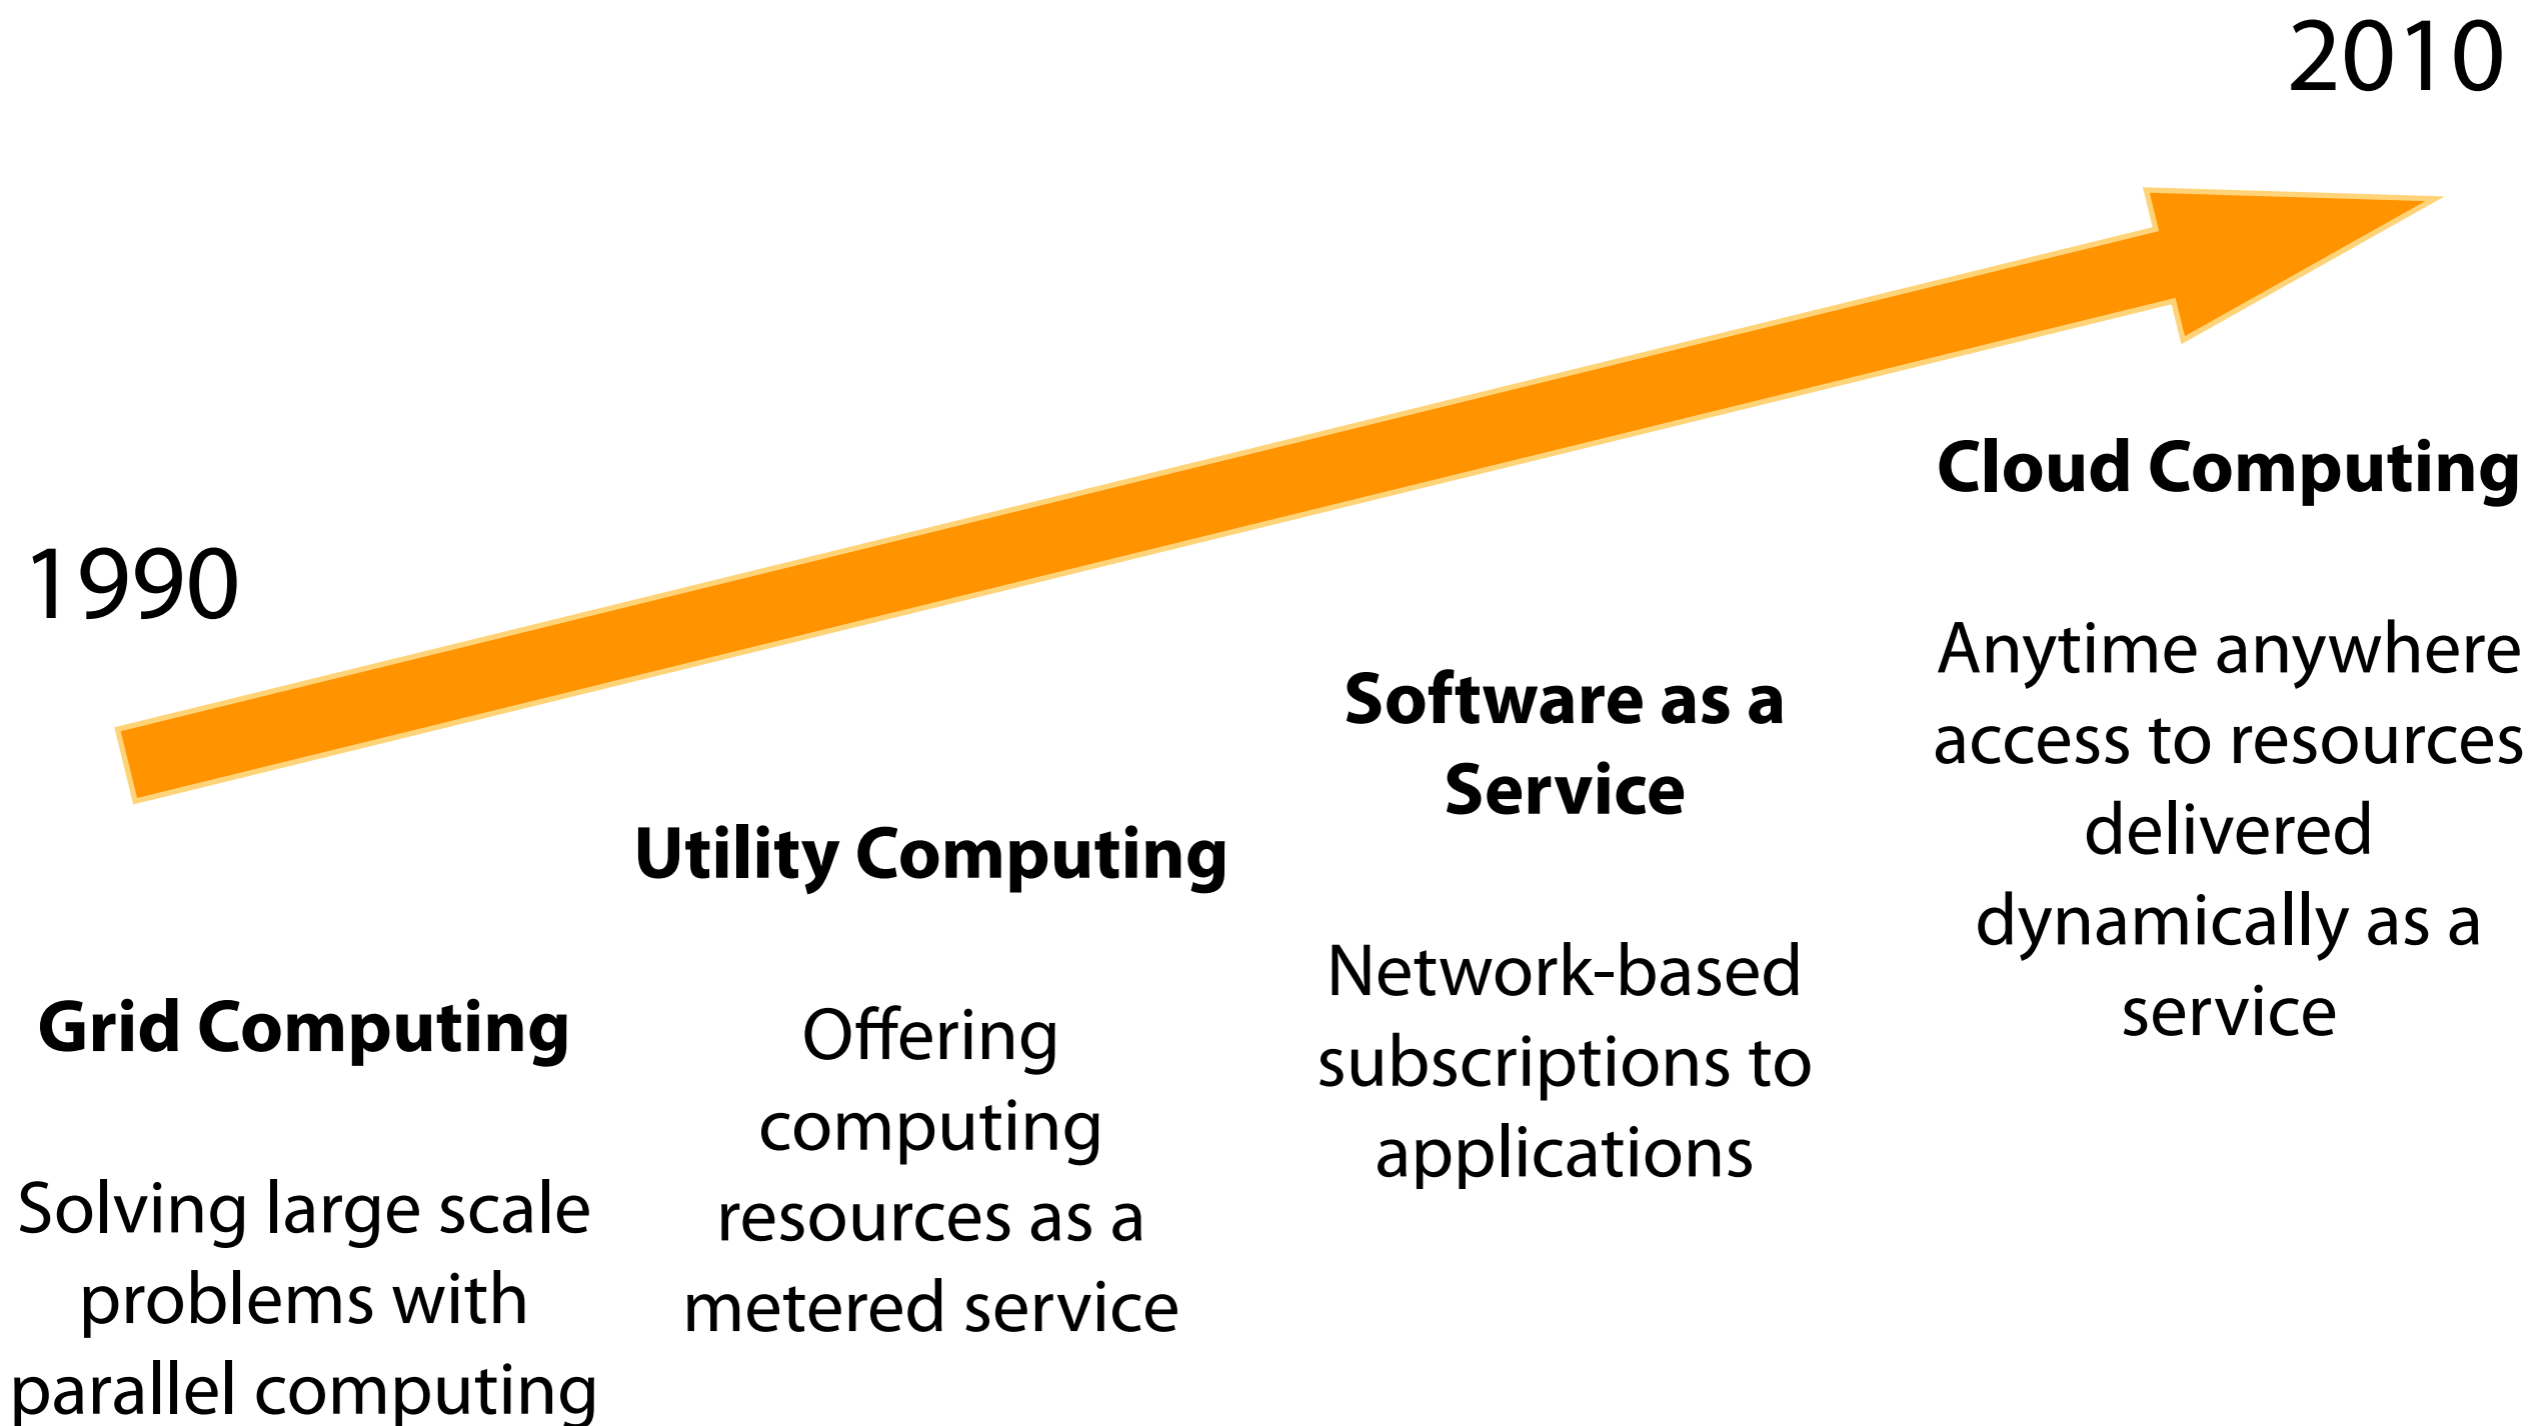 2010
1990
Grid Computing
Solving large scale
problems with
parallel computing
Utility Computing
Offering
computing
resources as a
metered service
Software as a
Service
Network-based
subscriptions to
applications
Cloud Computing
Anytime anywhere
access to resources
delivered
dynamically as a
service